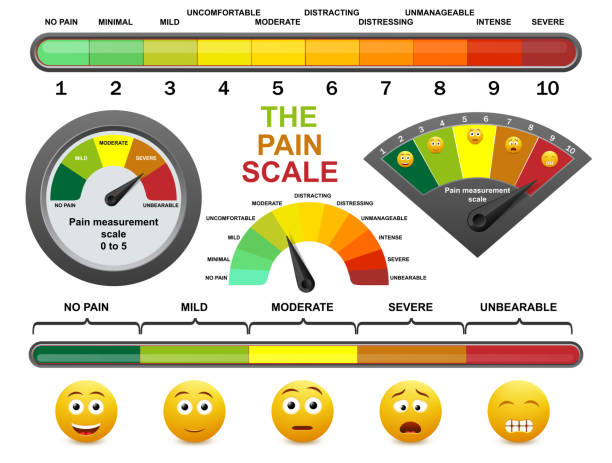 NO PAIN MINIMAL MILD UNCOMFORTABLE MODERATE DISTRACTING DISTRESSING UNMANAGEABLE INTENSE SEVERE
1 2 3 4 5 6 7 8 9 10
THE
PAIN
SCALE
NO PAIN
MILD
MODERATE
SEVERE
UNBEARABLE
Pain measurement
scale
0 to 5
NO PAIN
MINIMAL
MILD
UNCOMFORTABLE
MODERATE
DISTRACTING
DISTRESSING
UNMANAGEABLE
INTENSE
SEVERE
UNBEARABLE
1 2 3 4 5 6 7 8 9 10
Pain measurement
scale
NO PAIN MILD MODERATE SEVERE UNBEARABLE